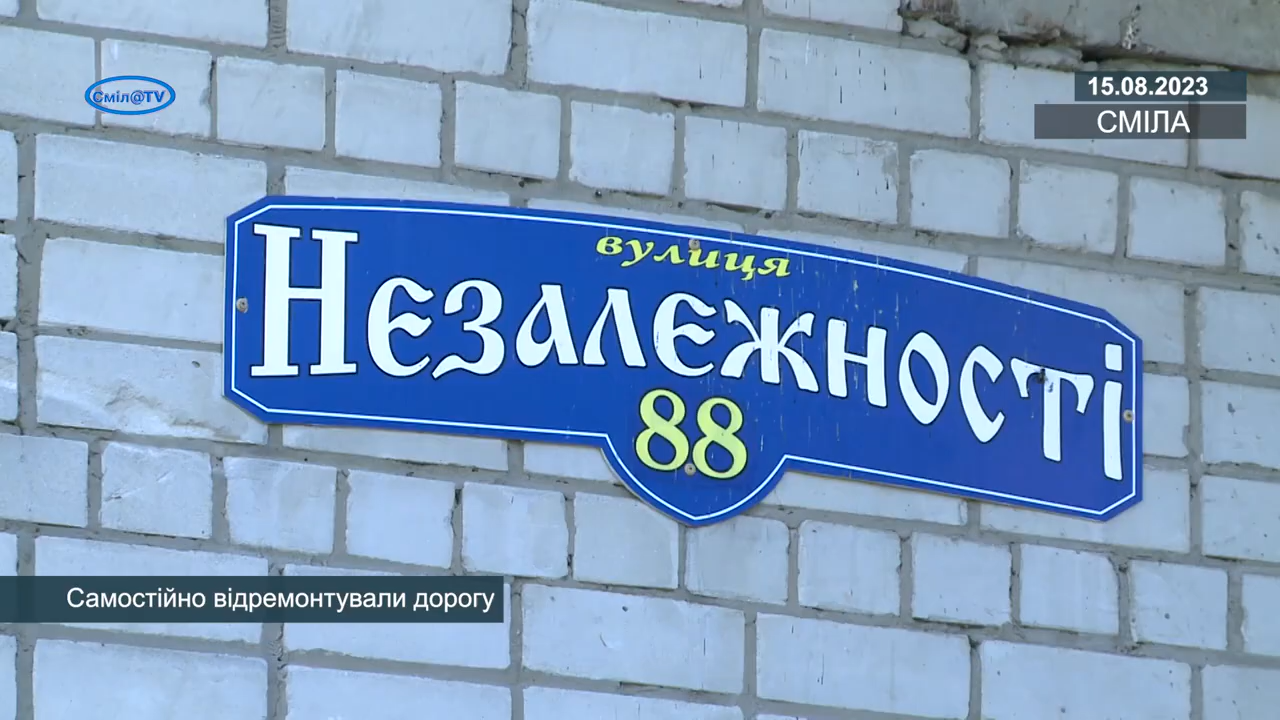 Сміл@TV
15.08.2023
СМІЛА
вулиця
Незалежності
88
Самостійно відремонтували дорогу